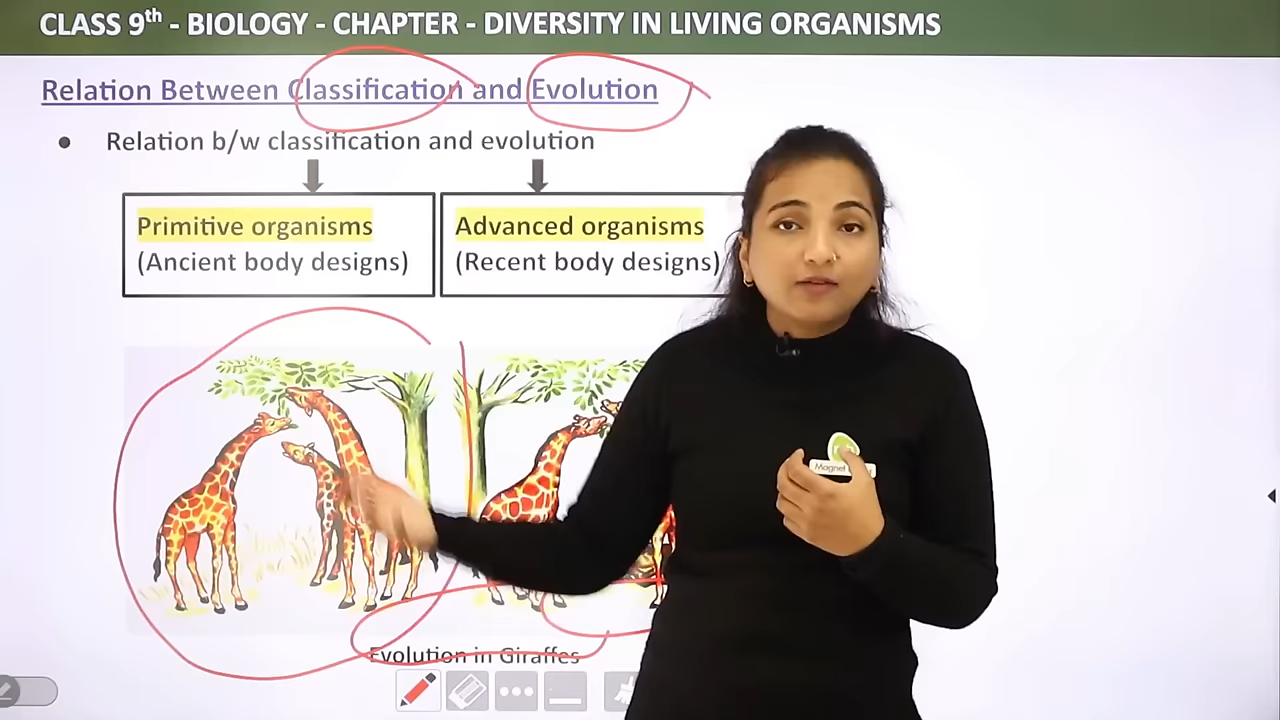 CLASS 9th - BIOLOGY - CHAPTER - DIVERSITY IN LIVING ORGANISMS
Relation Between Classification and Evolution
● Relation b/w classification and evolution
Primitive organisms
(Ancient body designs)
Advanced organisms
(Recent body designs)
Magnet
Evolution in Giraffes